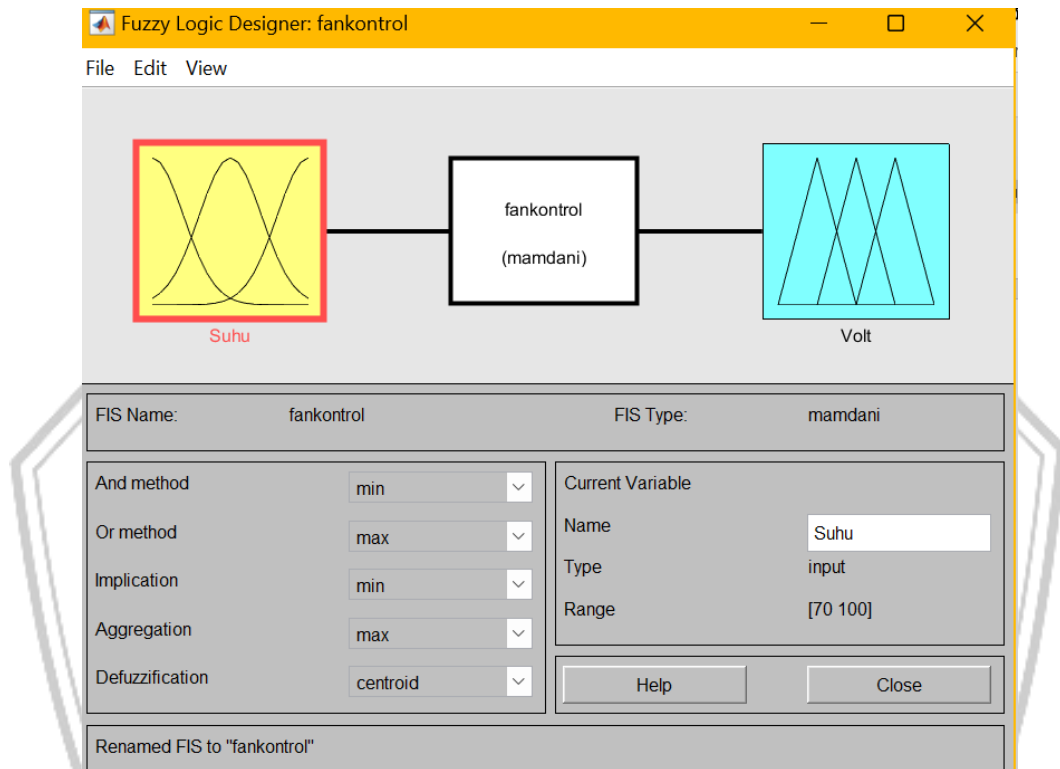 Fuzzy Logic Designer: fankontrol
File Edit View
fankontrol
(mamdani)
Suhu
Volt
FIS Name: fankontrol FIS Type: mamdani
And method min
Or method max
Implication min
Aggregation max
Defuzzification centroid
Current Variable
Name Suhu
Type input
Range [70 100]
Help Close
Renamed FIS to "fankontrol"